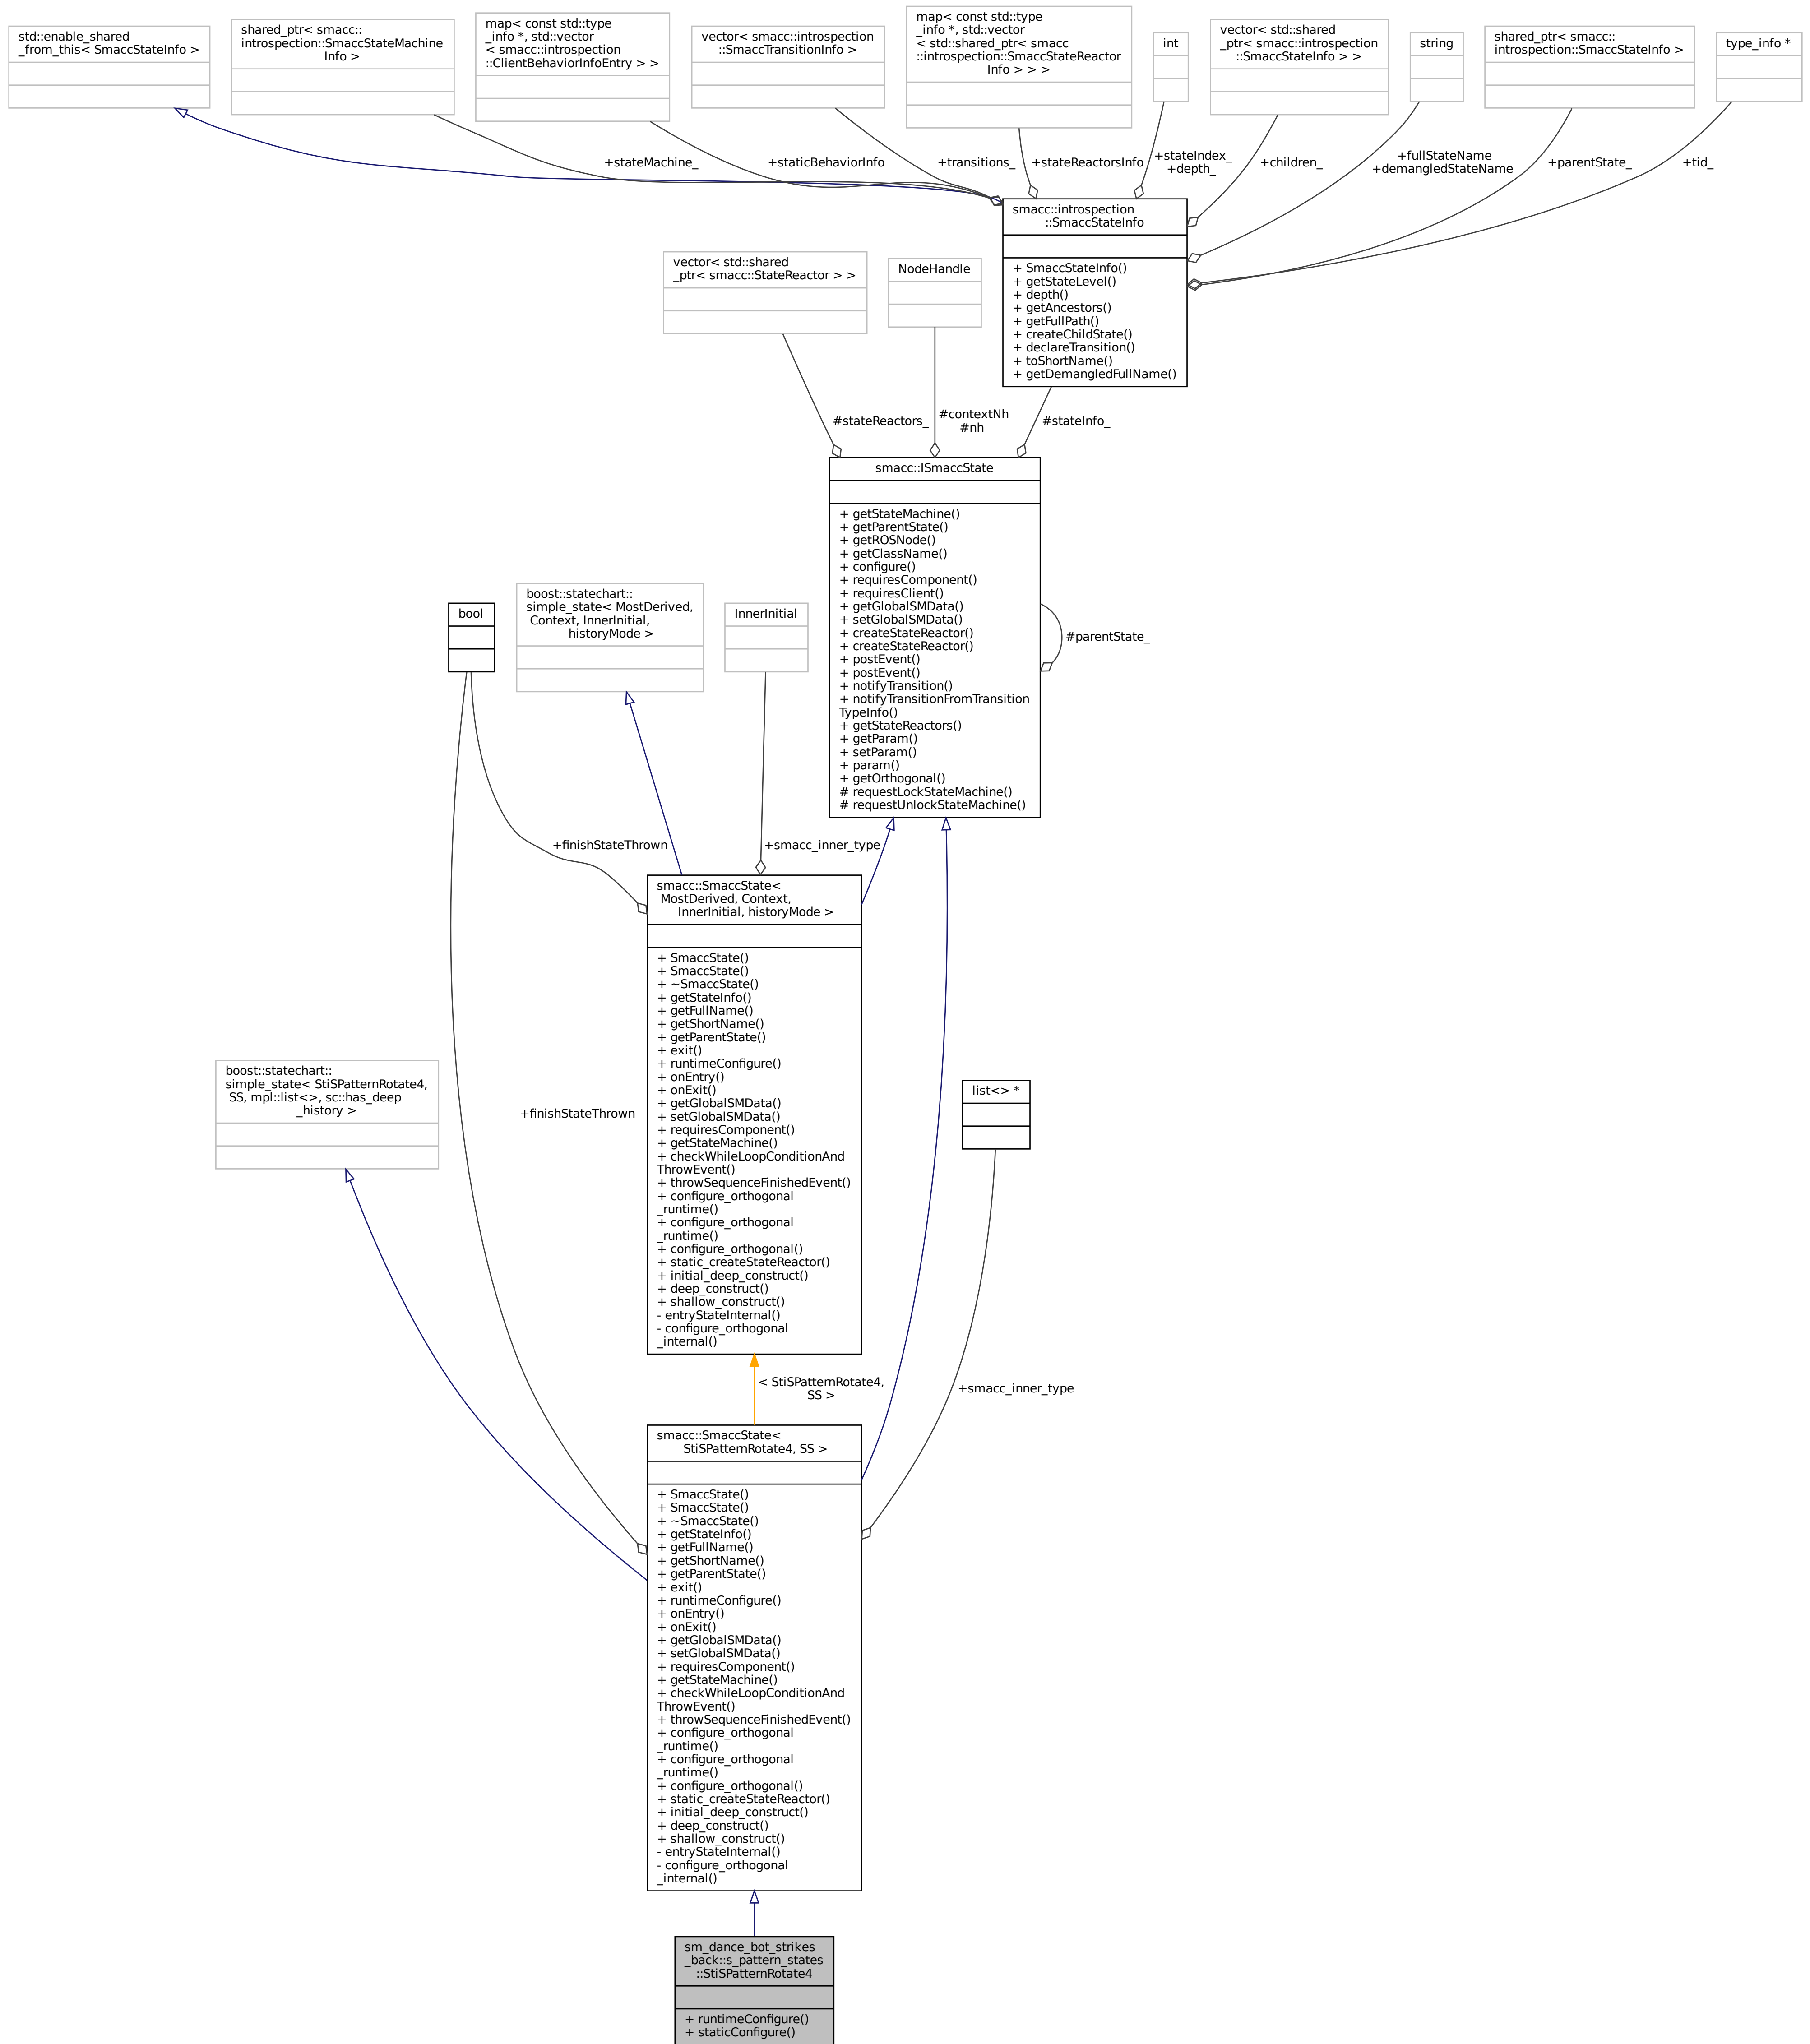 std::enable_shared
_from_this< SmaccStateInfo >
shared_ptr< smacc::
introspection::SmaccStateMachine
Info >
map< const std::type
_info *, std::vector
< smacc::introspection
::ClientBehaviorInfoEntry > >
vector< smacc::introspection
::SmaccTransitionInfo >
map< const std::type
_info *, std::vector
< std::shared_ptr< smacc
::introspection::SmaccStateReactor
Info > > >
int
vector< std::shared
_ptr< smacc::introspection
::SmaccStateInfo > >
string
shared_ptr< smacc::
introspection::SmaccStateInfo >
type_info *
+stateMachine_
+staticBehaviorInfo
+transitions_
+stateReactorsInfo
+stateIndex_
+depth_
+children_
+fullStateName
+demangledStateName
+parentState_
+tid_
smacc::introspection
::SmaccStateInfo
+ SmaccStateInfo()
+ getStateLevel()
+ depth()
+ getAncestors()
+ getFullPath()
+ createChildState()
+ declareTransition()
+ toShortName()
+ getDemangledFullName()
vector< std::shared
_ptr< smacc::StateReactor > >
NodeHandle
#stateReactors_
#contextNh
#nh
#stateInfo_
smacc::ISmaccState
+ getStateMachine()
+ getParentState()
+ getROSNode()
+ getClassName()
+ configure()
+ requiresComponent()
+ requiresClient()
+ getGlobalSMData()
+ setGlobalSMData()
+ createStateReactor()
+ createStateReactor()
+ postEvent()
+ postEvent()
+ notifyTransition()
+ notifyTransitionFromTransition
TypeInfo()
+ getStateReactors()
+ getParam()
+ setParam()
+ param()
+ getOrthogonal()
# requestLockStateMachine()
# requestUnlockStateMachine()
#parentState_
bool
boost::statechart::
simple_state< MostDerived,
Context, InnerInitial,
historyMode >
InnerInitial
+finishStateThrown
+smacc_inner_type
smacc::SmaccState<
MostDerived, Context,
InnerInitial, historyMode >
+ SmaccState()
+ SmaccState()
+ ~SmaccState()
+ getStateInfo()
+ getFullName()
+ getShortName()
+ getParentState()
+ exit()
+ runtimeConfigure()
+ onEntry()
+ onExit()
+ getGlobalSMData()
+ setGlobalSMData()
+ requiresComponent()
+ getStateMachine()
+ checkWhileLoopConditionAnd
ThrowEvent()
+ throwSequenceFinishedEvent()
+ configure_orthogonal
_runtime()
+ configure_orthogonal
_runtime()
+ configure_orthogonal()
+ static_createStateReactor()
+ initial_deep_construct()
+ deep_construct()
+ shallow_construct()
- entryStateInternal()
- configure_orthogonal
_internal()
boost::statechart::
simple_state< StiSPatternRotate4,
SS, mpl::list<>, sc::has_deep
_history >
+finishStateThrown
list<> *
< StiSPatternRotate4,
SS >
+smacc_inner_type
smacc::SmaccState<
StiSPatternRotate4, SS >
+ SmaccState()
+ SmaccState()
+ ~SmaccState()
+ getStateInfo()
+ getFullName()
+ getShortName()
+ getParentState()
+ exit()
+ runtimeConfigure()
+ onEntry()
+ onExit()
+ getGlobalSMData()
+ setGlobalSMData()
+ requiresComponent()
+ getStateMachine()
+ checkWhileLoopConditionAnd
ThrowEvent()
+ throwSequenceFinishedEvent()
+ configure_orthogonal
_runtime()
+ configure_orthogonal
_runtime()
+ configure_orthogonal()
+ static_createStateReactor()
+ initial_deep_construct()
+ deep_construct()
+ shallow_construct()
- entryStateInternal()
- configure_orthogonal
_internal()
sm_dance_bot_strikes
_back::s_pattern_states
::StiSPatternRotate4
+ runtimeConfigure()
+ staticConfigure()